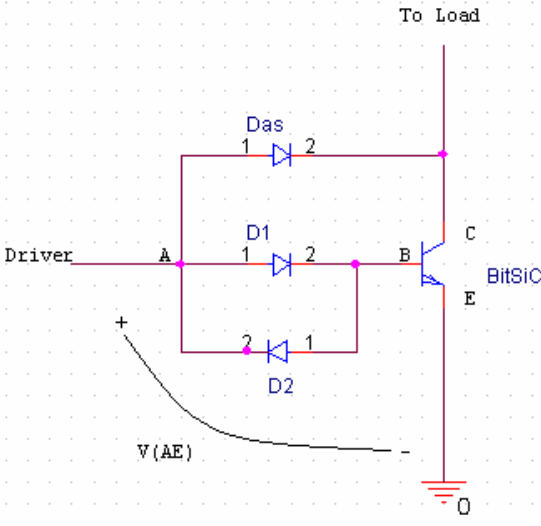 To Load
Das
1 2
D1
Driver A 1 2 B C
BitSiC
E
2 1
D2
+
V(AE) -
0